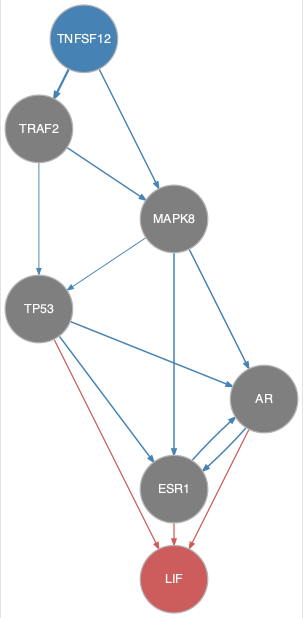 TNFSF12
TRAF2
MAPK8
TP53
AR
ESR1
LIF